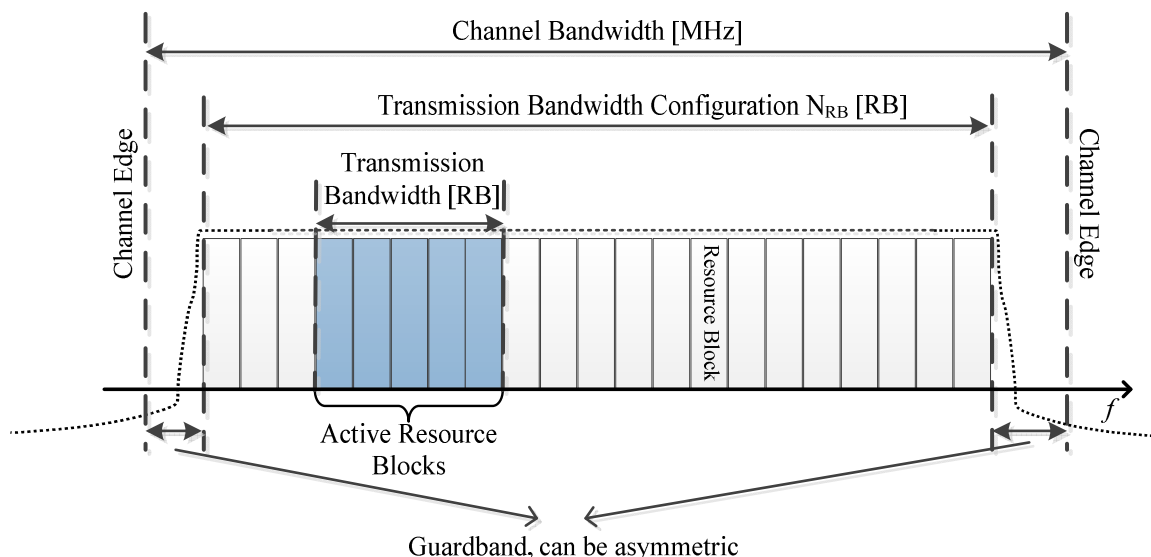 Channel Bandwidth [MHz]
Transmission Bandwidth Configuration NRB [RB]
Transmission
Bandwidth [RB]
Channel Edge
Channel Edge
Resource Block
f
Active Resource
Blocks
Guardband, can be asymmetric